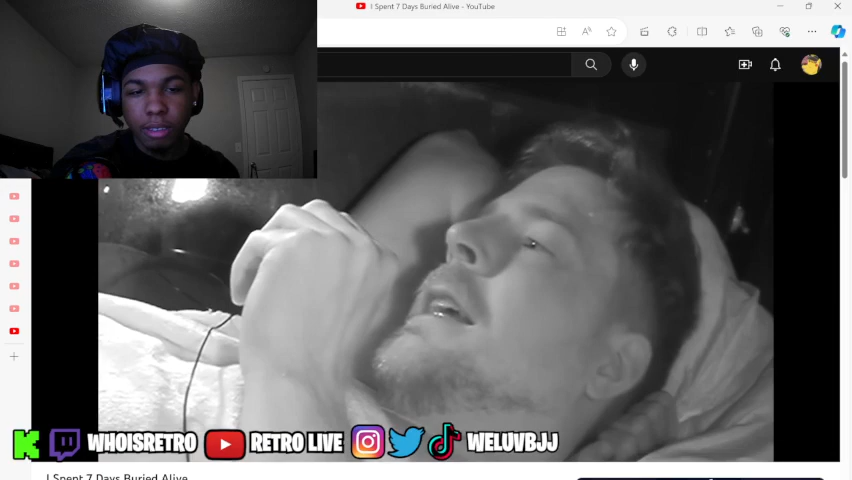 I Spent 7 Days Buried Alive - YouTube
WHOISRETRO RETRO LIVE WELUVBJJ
I Spent 7 Days Buried Alive